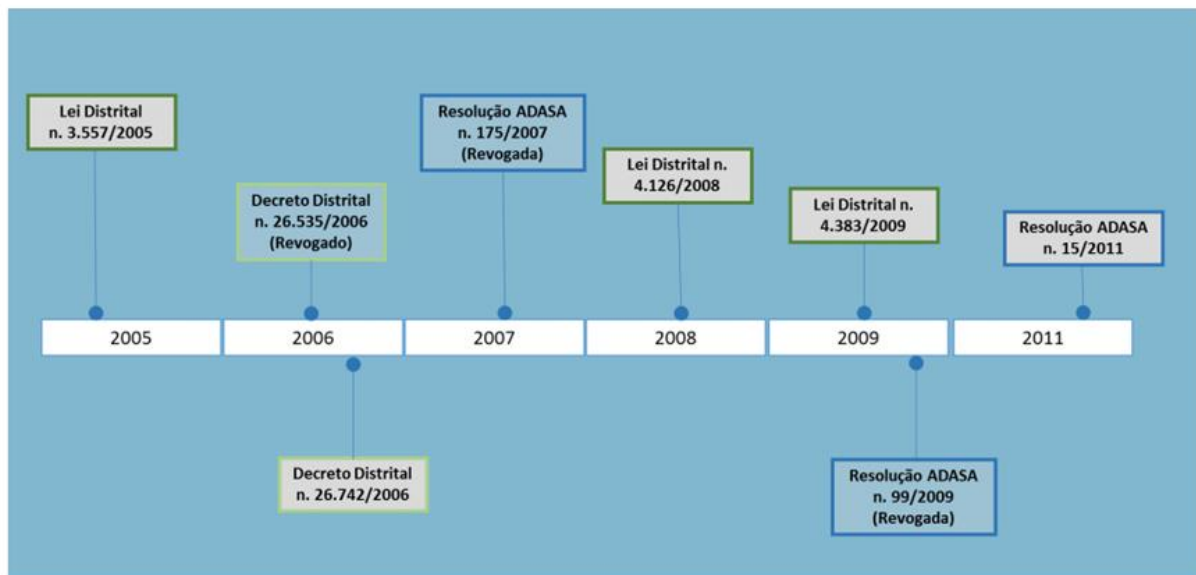 Lei Distrital
n. 3.557/2005
Decreto Distrital
n. 26.535/2006
(Revogado)
Resolução ADASA
n. 175/2007
(Revogada)
Lei Distrital n.
4.126/2008
Lei Distrital n.
4.383/2009
Resolução ADASA
n. 15/2011
2005
2006
2007
2008
2009
2011
Decreto Distrital
n. 26.742/2006
Resolução ADASA
n. 99/2009
(Revogada)